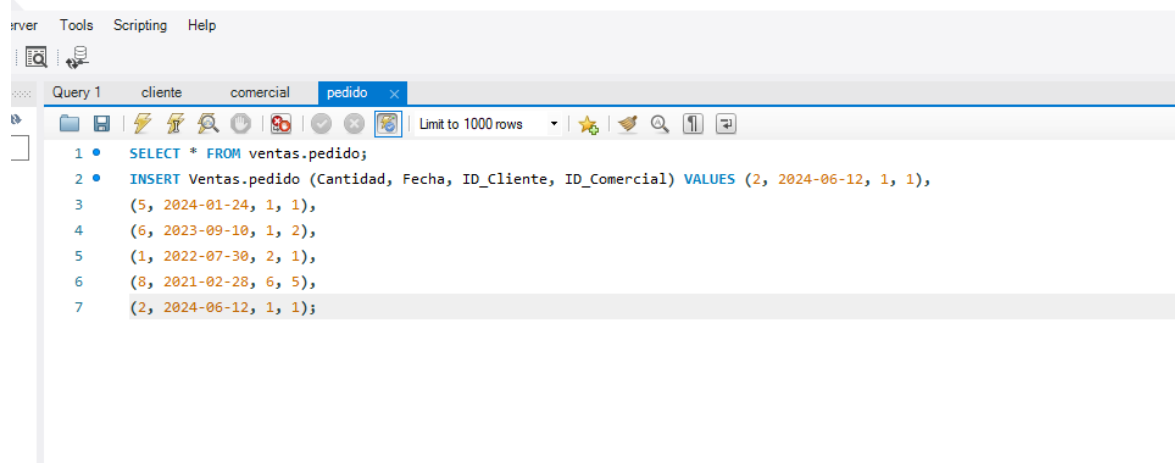 Tools Scripting Help
Query 1 cliente comercial pedido
Limit to 1000 rows
1 SELECT * FROM ventas.pedido;
2 INSERT Ventas.pedido (Cantidad, Fecha, ID_Cliente, ID_Comercial) VALUES (2, 2024-06-12, 1, 1),
3 (5, 2024-01-24, 1, 1),
4 (6, 2023-09-10, 1, 2),
5 (1, 2022-07-30, 2, 1),
6 (8, 2021-02-28, 6, 5),
7 (2, 2024-06-12, 1, 1);